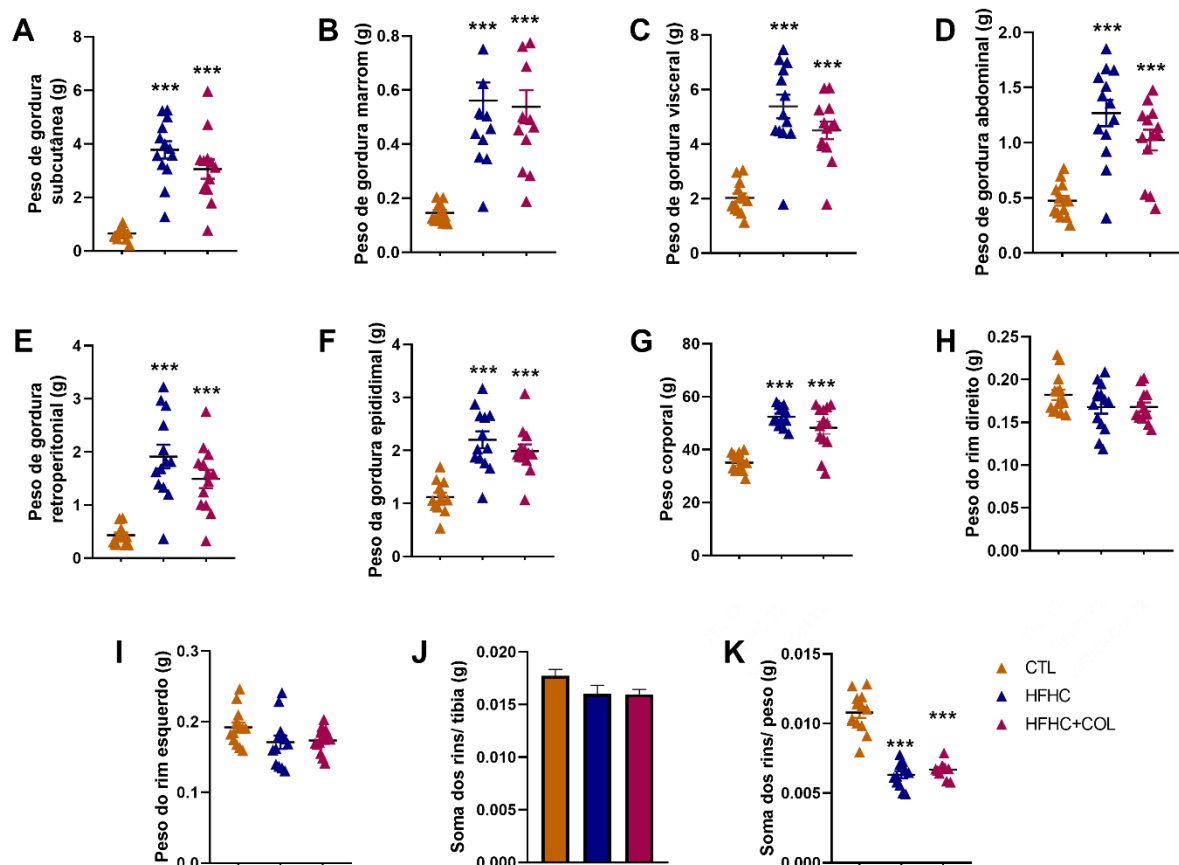 A
Peso de gordura
subcutânea (g)
8
6
4
2
0
***
***
B
Peso de gordura marrom (g)
0.8
0.6
0.4
0.2
0.0
***
***
C
Peso de gordura visceral (g)
8
6
4
2
0
***
***
D
Peso de gordura abdominal (g)
2.0
1.5
1.0
0.5
0.0
***
***
E
Peso de gordura
retroperitonial (g)
4
3
2
1
0
***
***
F
Peso da gordura epididimal (g)
4
3
2
1
0
***
***
G
Peso corporal (g)
80
60
40
20
0
***
***
H
Peso do rim direito (g)
0.25
0.20
0.15
0.10
0.05
0.00
I
Peso do rim esquerdo (g)
0.3
0.2
0.1
0.0
J
Soma dos rins/ tibia (g)
0.020
0.015
0.010
0.005
0.000
K
Soma dos rins/ peso (g)
0.015
0.010
0.005
0.000
***
***
CTL
HFHC
HFHC+COL